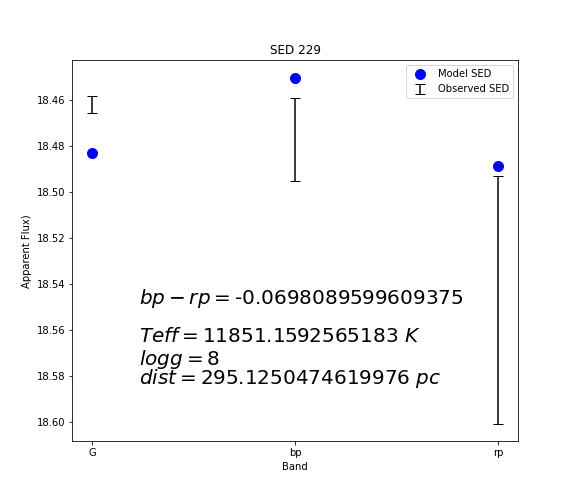 SED 229
Model SED
Observed SED
18.46
18.48
18.50
18.52
18.54
18.56
18.58
18.60
Apparent Flux)
bp − rp = -0.0698089599609375
Teff = 11851.1592565183 K
logg = 8
dist = 295.1250474619976 pc
G bp rp
Band